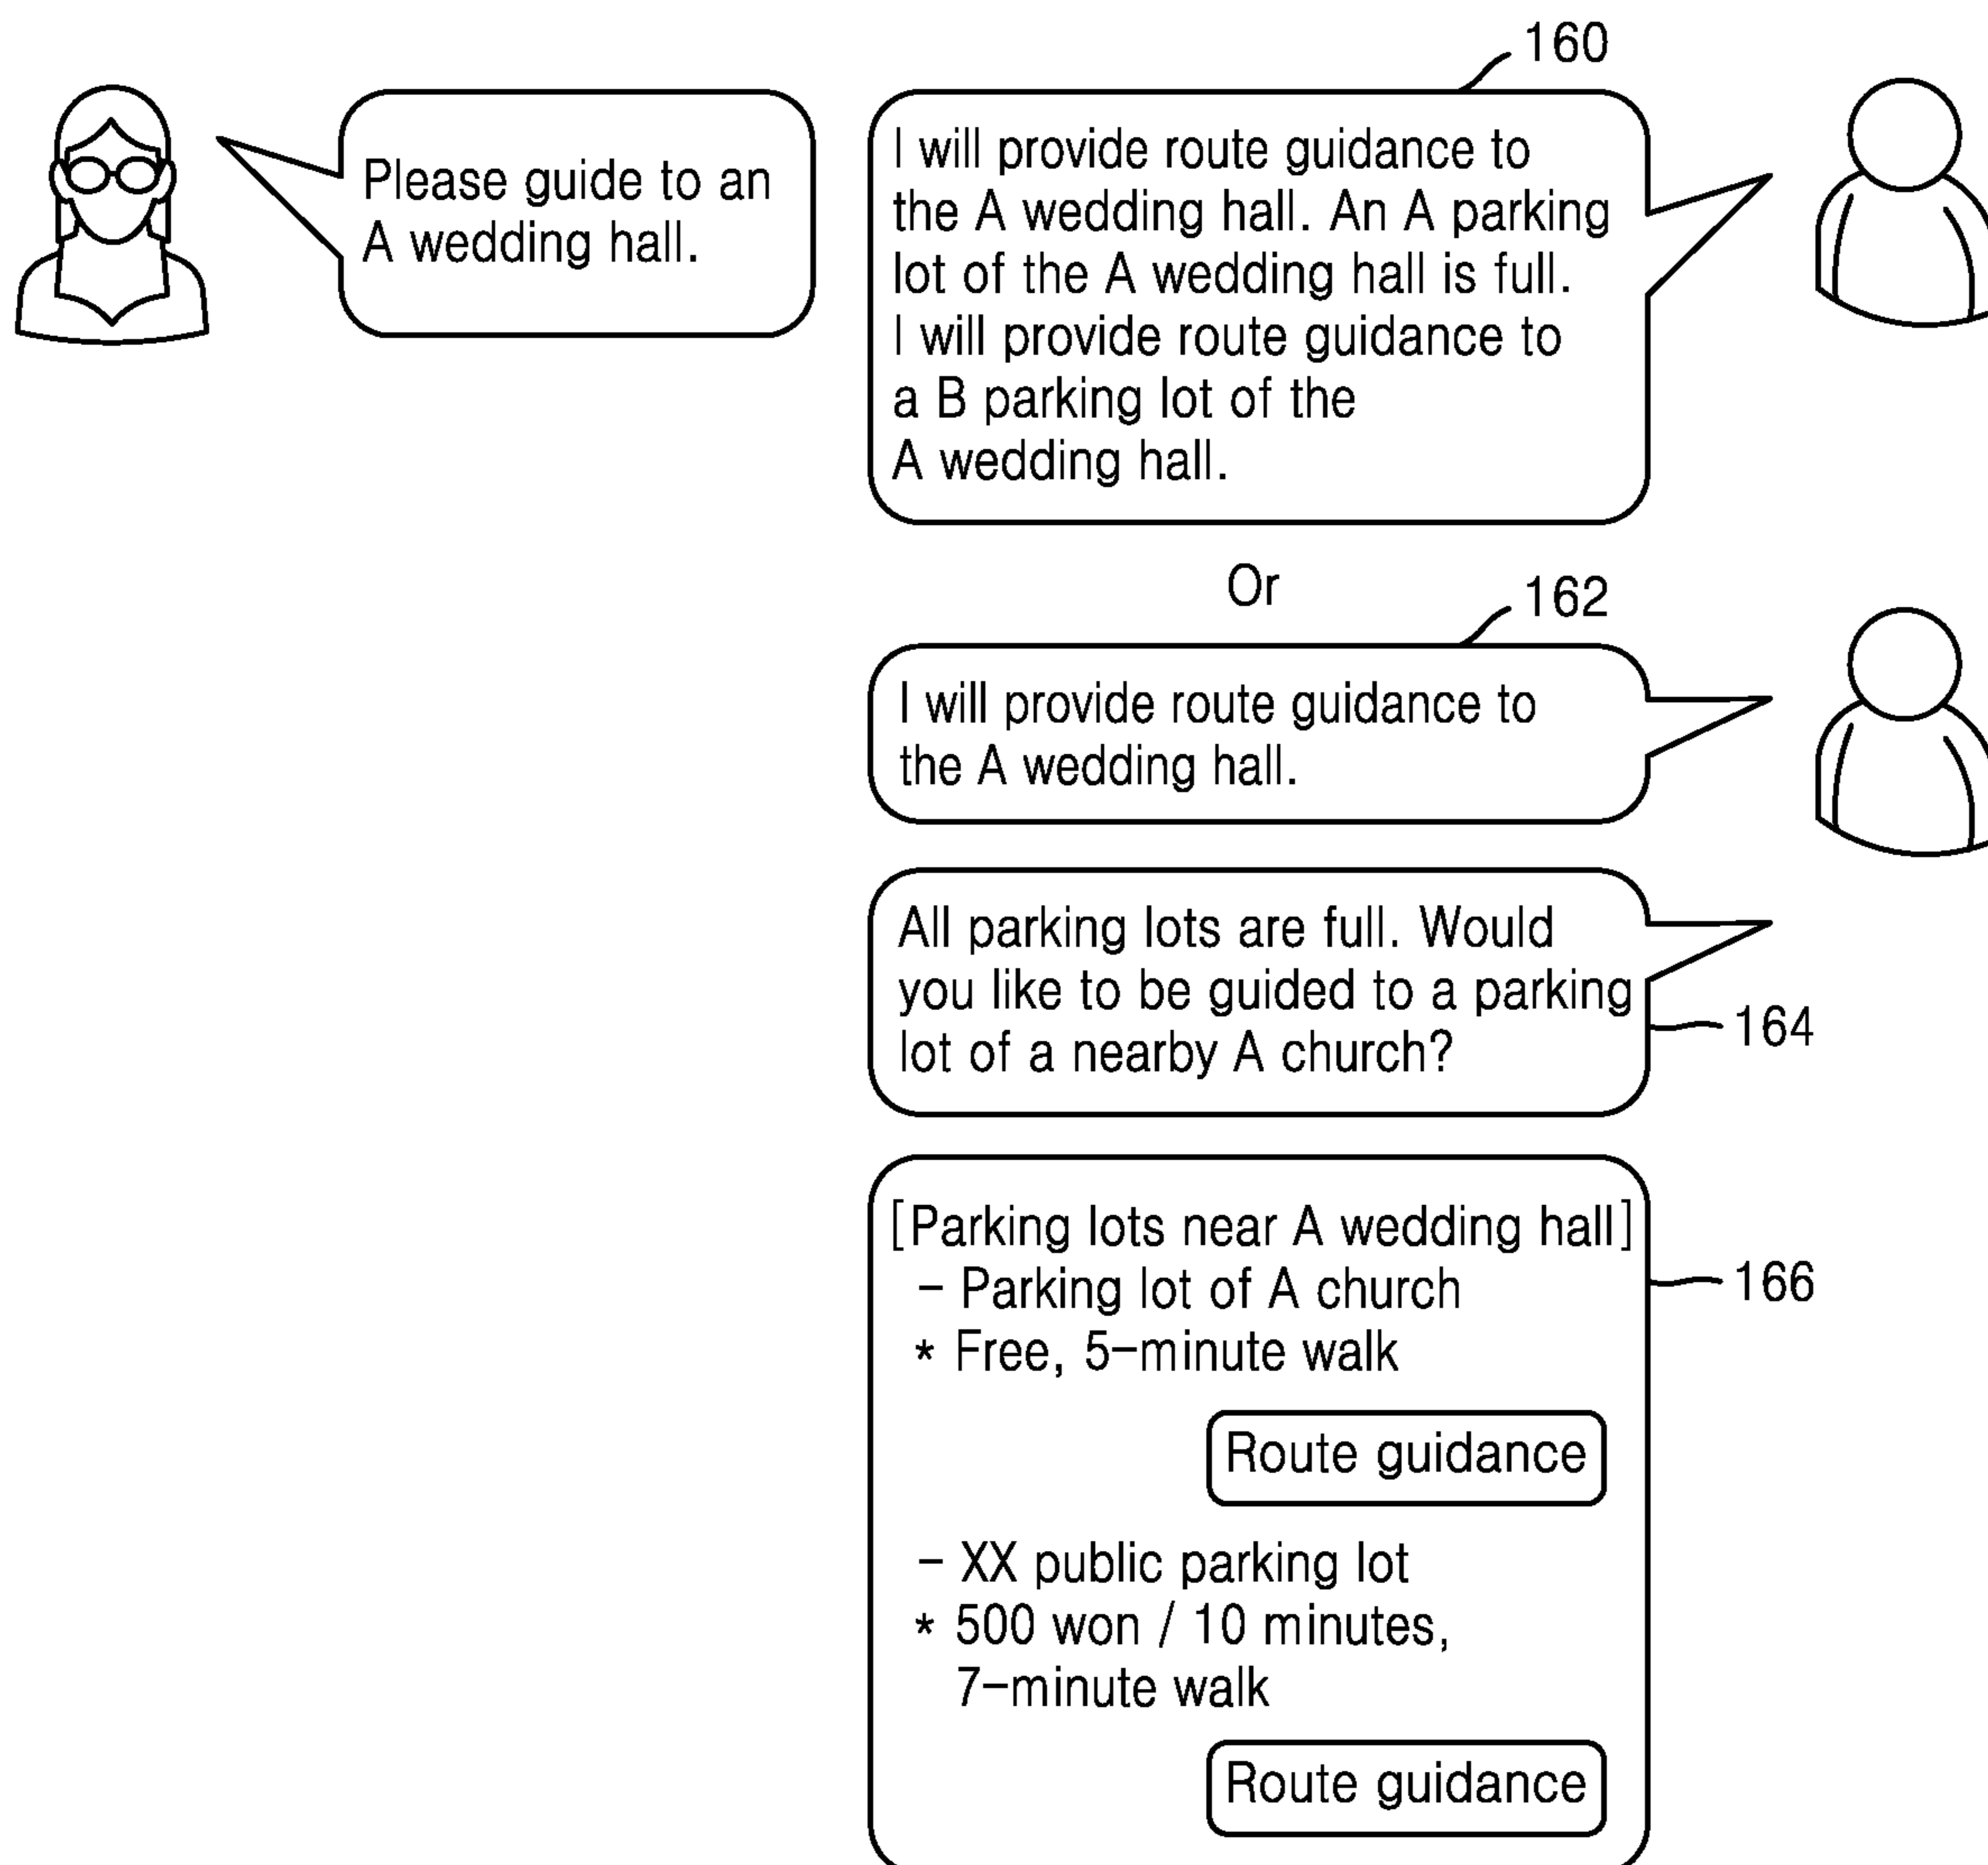 160
Please guide to an
A wedding hall.
I will provide route guidance to
the A wedding hall. An A parking
lot of the A wedding hall is full.
I will provide route guidance to
a B parking lot of the
A wedding hall.
Or
162
I will provide route guidance to
the A wedding hall.
All parking lots are full. Would
you like to be guided to a parking
lot of a nearby A church?
164
[Parking lots near A wedding hall]
- Parking lot of A church
* Free, 5-minute walk
166
Route guidance
- XX public parking lot
* 500 won / 10 minutes,
7-minute walk
Route guidance